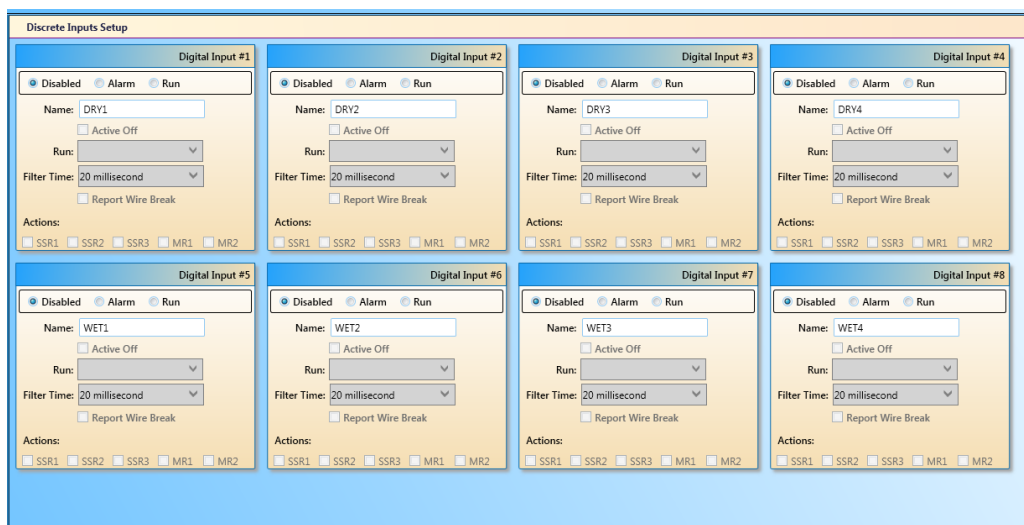 Discrete Inputs Setup
Digital Input #1
Disabled Alarm Run
Name: DRY1
Active Off
Run:
Filter Time: 20 millisecond
Report Wire Break
Actions:
SSR1 SSR2 SSR3 MR1 MR2
Digital Input #2
Disabled Alarm Run
Name: DRY2
Active Off
Run:
Filter Time: 20 millisecond
Report Wire Break
Actions:
SSR1 SSR2 SSR3 MR1 MR2
Digital Input #3
Disabled Alarm Run
Name: DRY3
Active Off
Run:
Filter Time: 20 millisecond
Report Wire Break
Actions:
SSR1 SSR2 SSR3 MR1 MR2
Digital Input #4
Disabled Alarm Run
Name: DRY4
Active Off
Run:
Filter Time: 20 millisecond
Report Wire Break
Actions:
SSR1 SSR2 SSR3 MR1 MR2
Digital Input #5
Disabled Alarm Run
Name: WET1
Active Off
Run:
Filter Time: 20 millisecond
Report Wire Break
Actions:
SSR1 SSR2 SSR3 MR1 MR2
Digital Input #6
Disabled Alarm Run
Name: WET2
Active Off
Run:
Filter Time: 20 millisecond
Report Wire Break
Actions:
SSR1 SSR2 SSR3 MR1 MR2
Digital Input #7
Disabled Alarm Run
Name: WET3
Active Off
Run:
Filter Time: 20 millisecond
Report Wire Break
Actions:
SSR1 SSR2 SSR3 MR1 MR2
Digital Input #8
Disabled Alarm Run
Name: WET4
Active Off
Run:
Filter Time: 20 millisecond
Report Wire Break
Actions:
SSR1 SSR2 SSR3 MR1 MR2